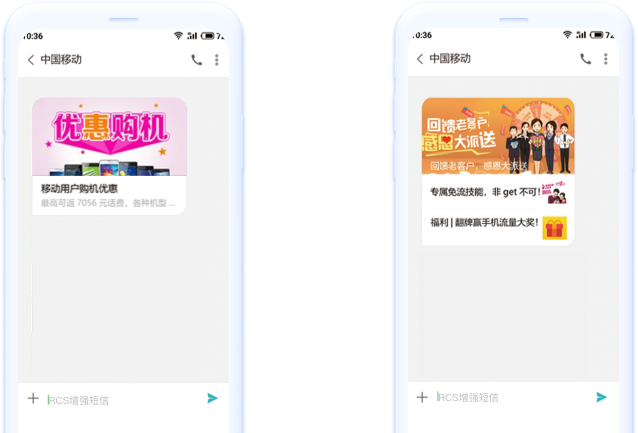 10:36
中国移动
优惠购机
移动用户购机优惠
最高可返 7056 元话费，各种机型 ...
RCS增强短信
10:36
中国移动
回馈老客户,
感恩大派送
回馈老客户，感恩大派送
专属免流技能，非 get 不可!
福利 | 翻牌赢手机流量大奖!
RCS增强短信